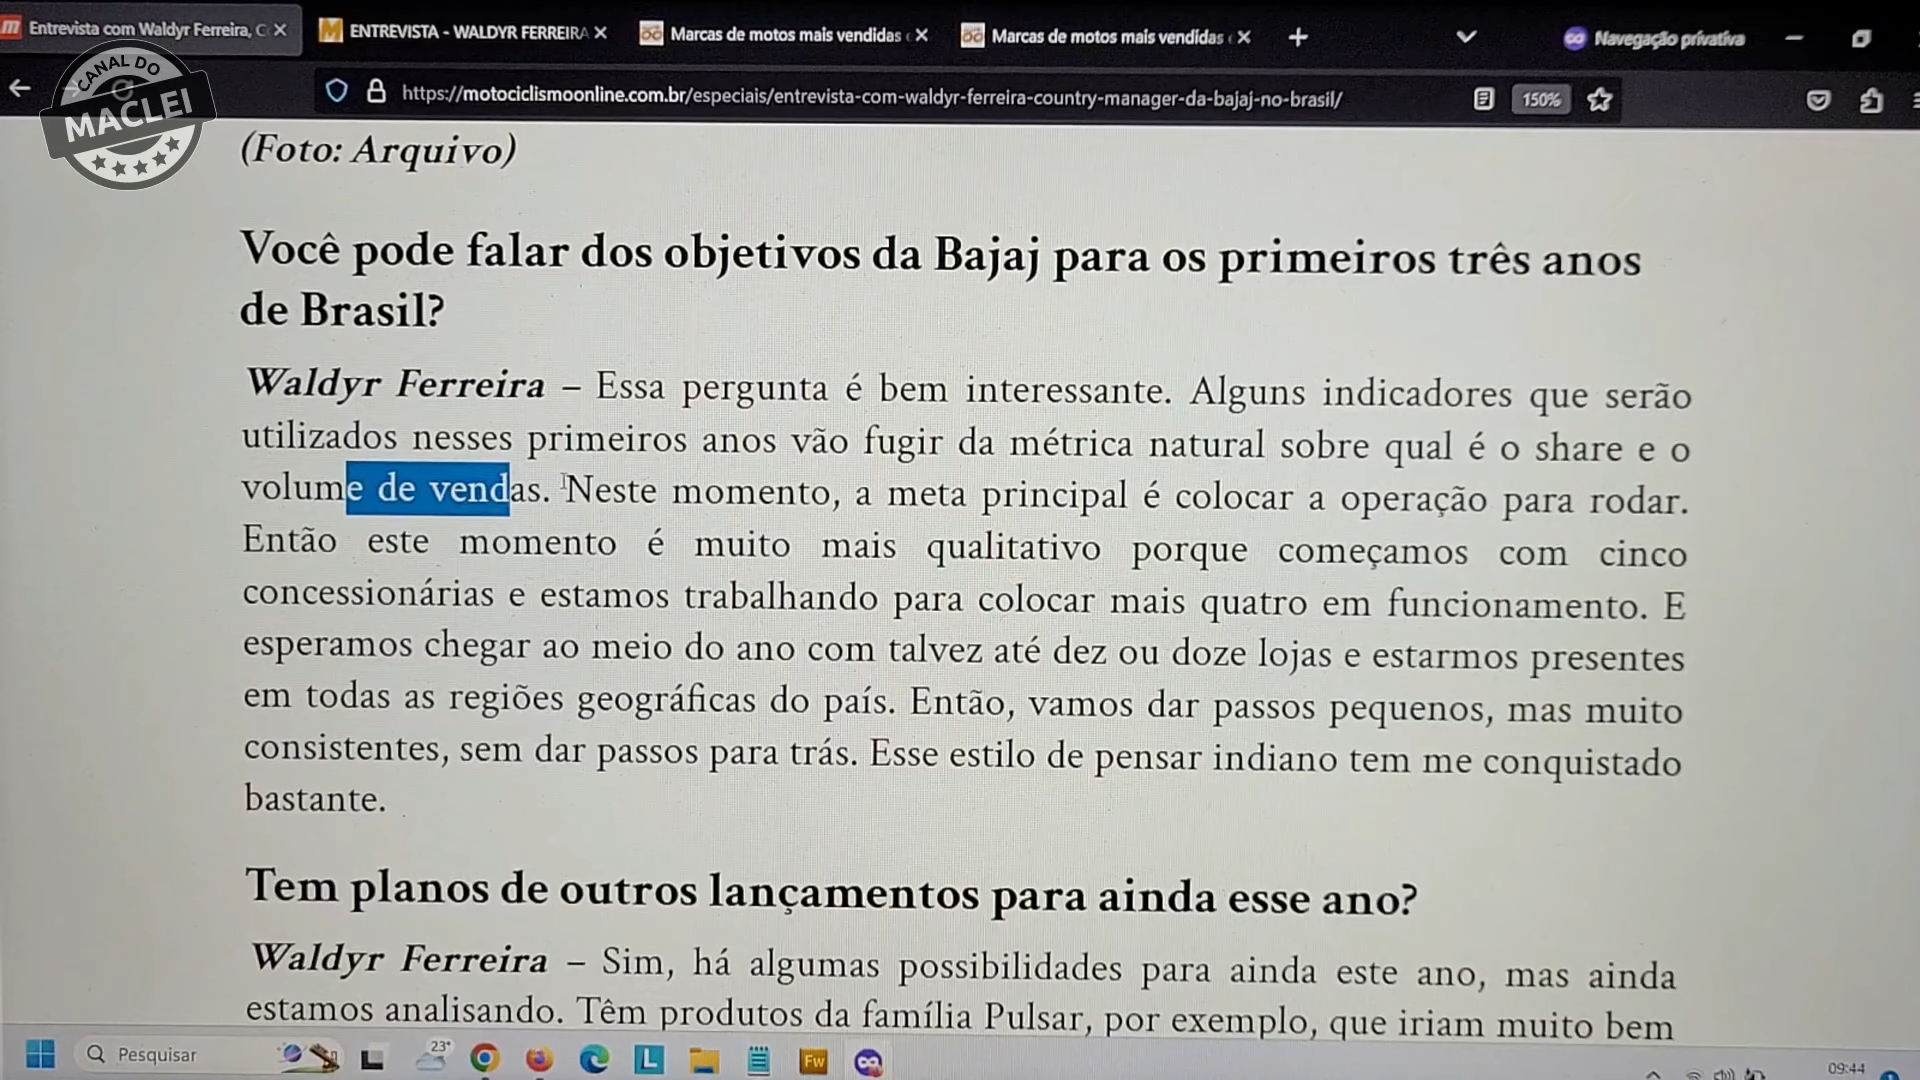 Entrevista com Waldyr Ferreira, C
ENTREVISTA - WALDYR FERREIRA
Marcas de motos mais vendidas
Marcas de motos mais vendidas
Navegação privativa
CANAL DO
MACLEI
https://motociclismoonline.com.br/especiais/entrevista-com-waldyr-ferreira-country-manager-da-bajaj-no-brasil/
150%
(Foto: Arquivo)
Você pode falar dos objetivos da Bajaj para os primeiros três anos
de Brasil?
Waldyr Ferreira – Essa pergunta é bem interessante. Alguns indicadores que serão
utilizados nesses primeiros anos vão fugir da métrica natural sobre qual é o share e o
volume de vendas. Neste momento, a meta principal é colocar a operação para rodar.
Então este momento é muito mais qualitativo porque começamos com cinco
concessionárias e estamos trabalhando para colocar mais quatro em funcionamento. E
esperamos chegar ao meio do ano com talvez até dez ou doze lojas e estarmos presentes
em todas as regiões geográficas do país. Então, vamos dar passos pequenos, mas muito
consistentes, sem dar passos para trás. Esse estilo de pensar indiano tem me conquistado
bastante.
Tem planos de outros lançamentos para ainda esse ano?
Waldyr Ferreira – Sim, há algumas possibilidades para ainda este ano, mas ainda
estamos analisando. Têm produtos da família Pulsar, por exemplo, que iriam muito bem
Pesquisar
23°
L
Fw
09:44